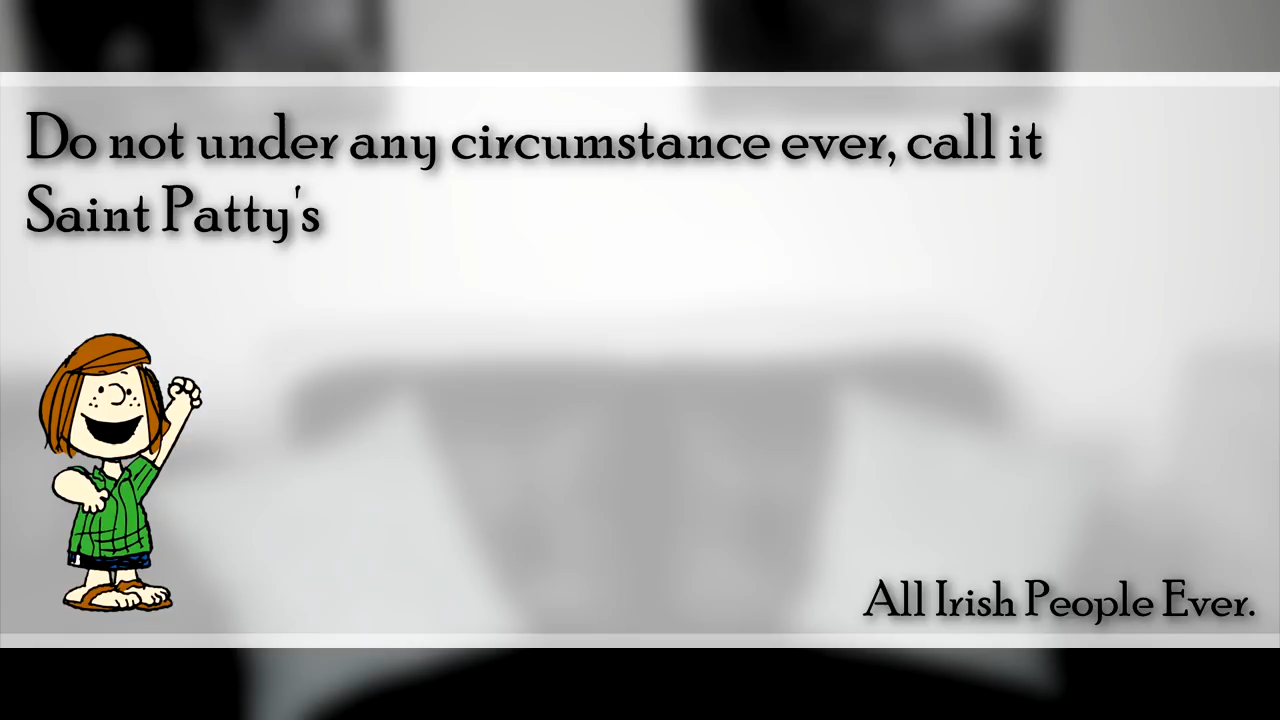 Do not under any circumstance ever, call it
Saint Patty's
All Irish People Ever.